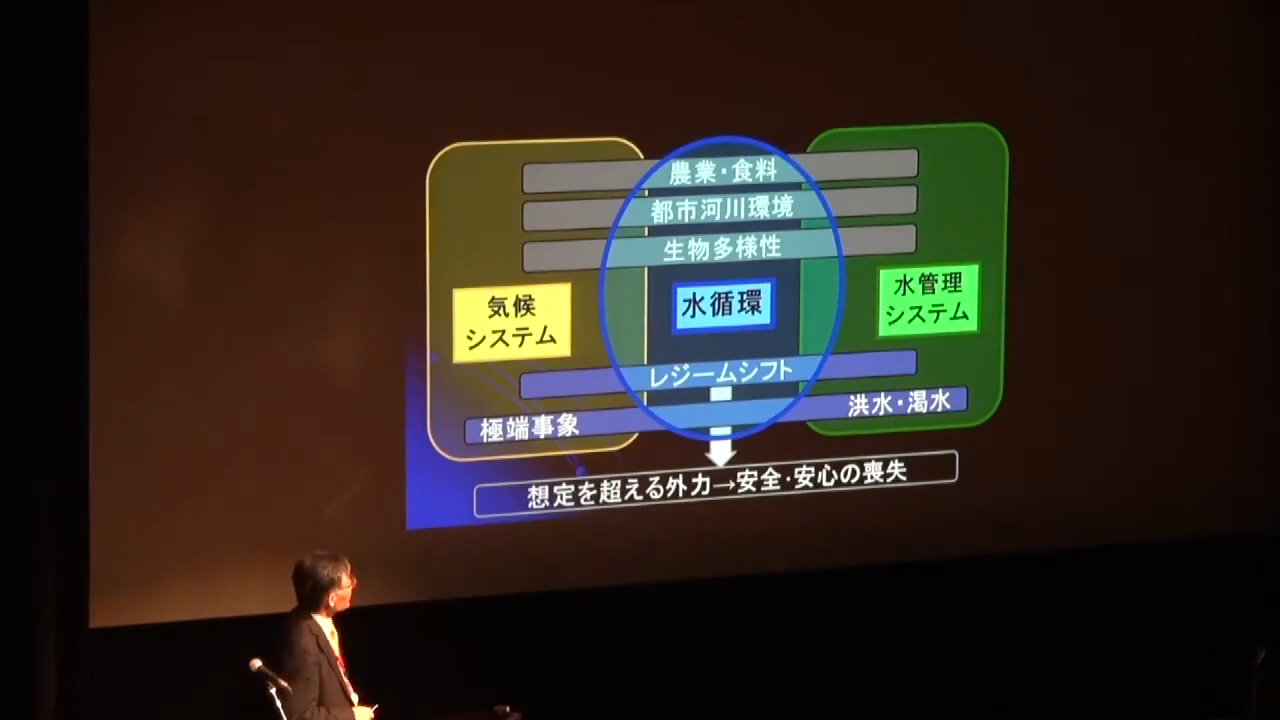 農業・食料
都市河川環境
生物多様性
気候
システム
水循環
水管理
システム
レジームシフト
極端事象
洪水・渇水
想定を超える外力→安全・安心の喪失